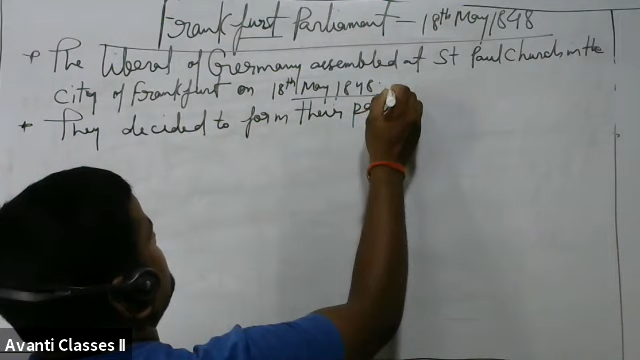 Frankfurt Parliament - 18th May 1848
* The liberal of Germany assembled at St Paul Church in the
city of Frankfurt on 18th May 1848.
* They decided to form their
Avanti Classes II